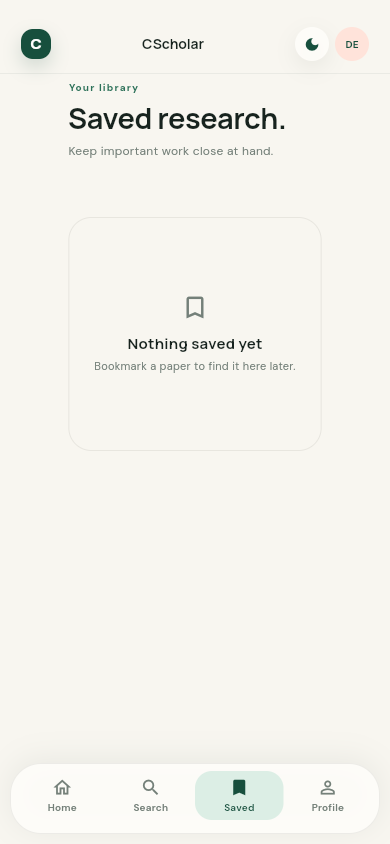 C
CScholar
DE
Your library
Saved research.
Keep important work close at hand.
Nothing saved yet
Bookmark a paper to find it here later.
Home
Search
Saved
Profile